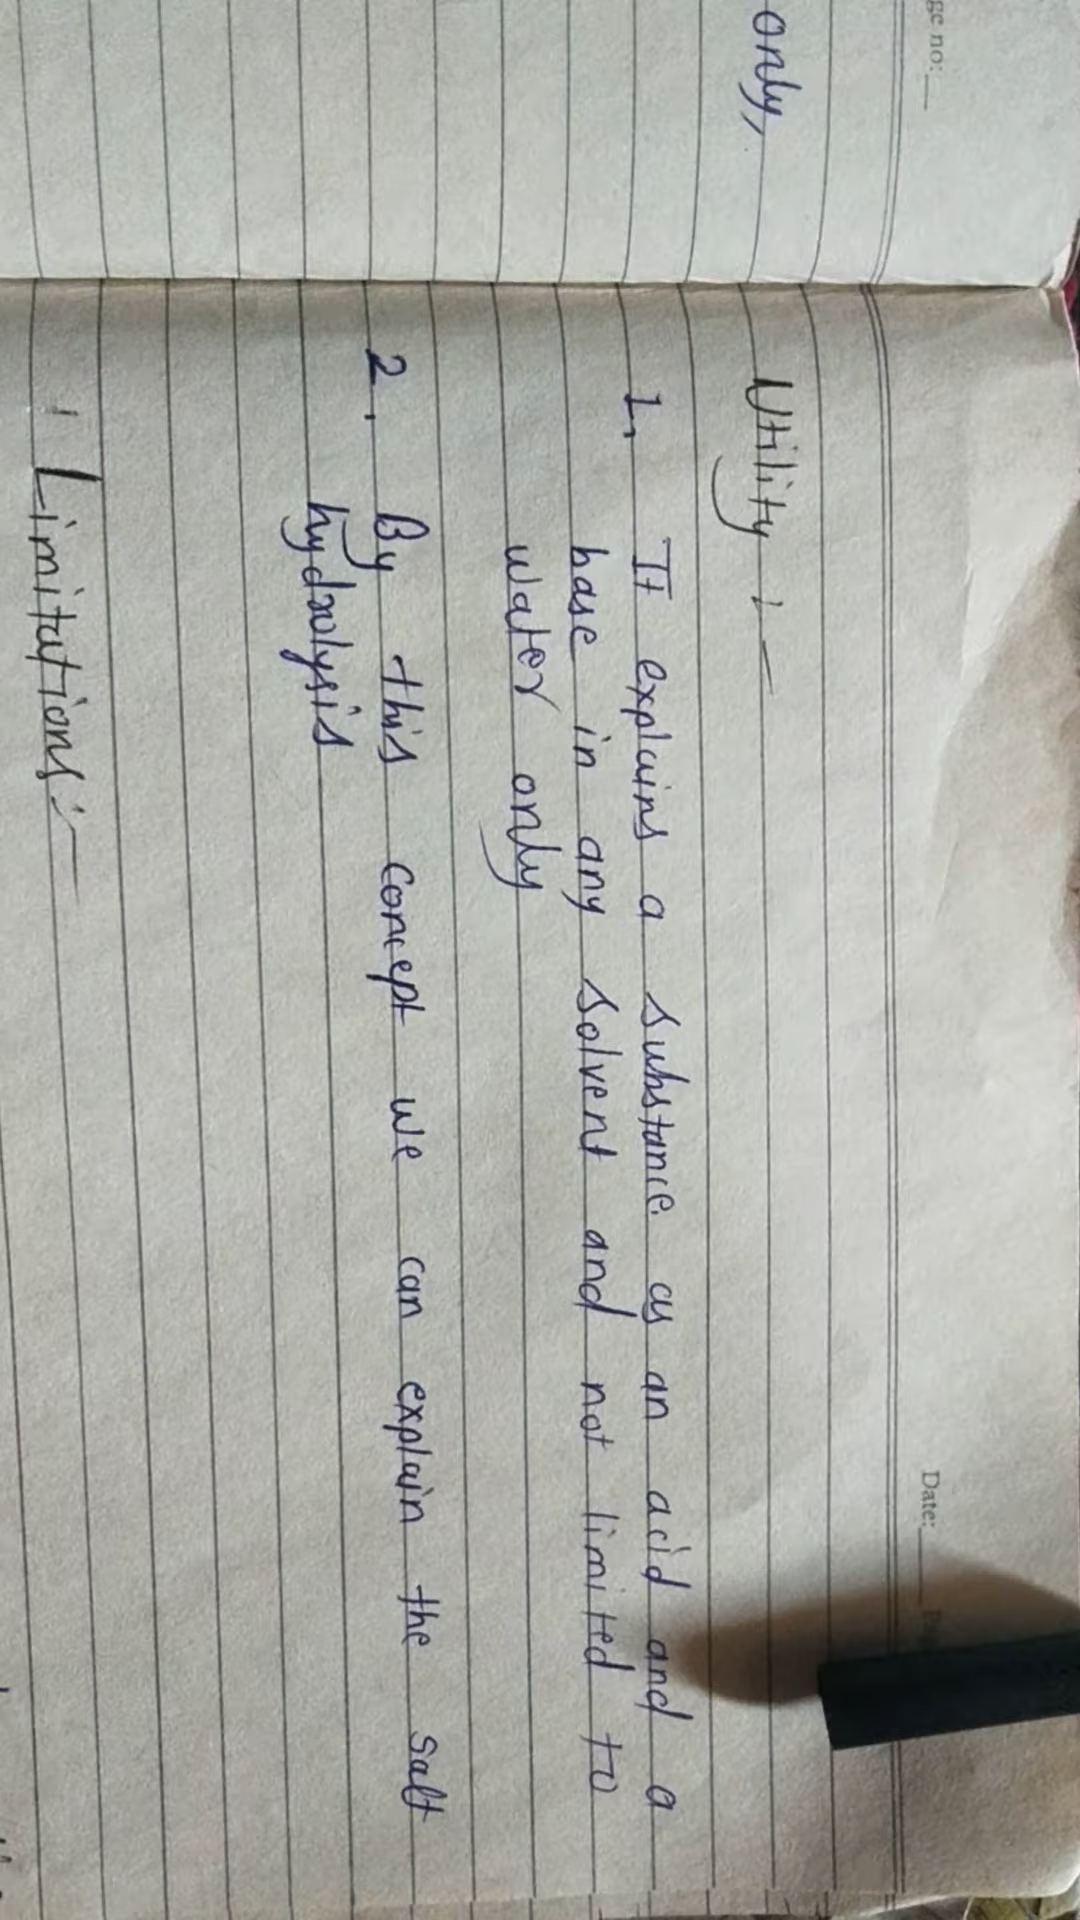 ge no:
only,
Date:
Utility :-
1. It explains a substance as an acid and a
base in any solvent and not limited to
water only
2. By this concept we can explain the salt
hydrolysis
Limitations:-